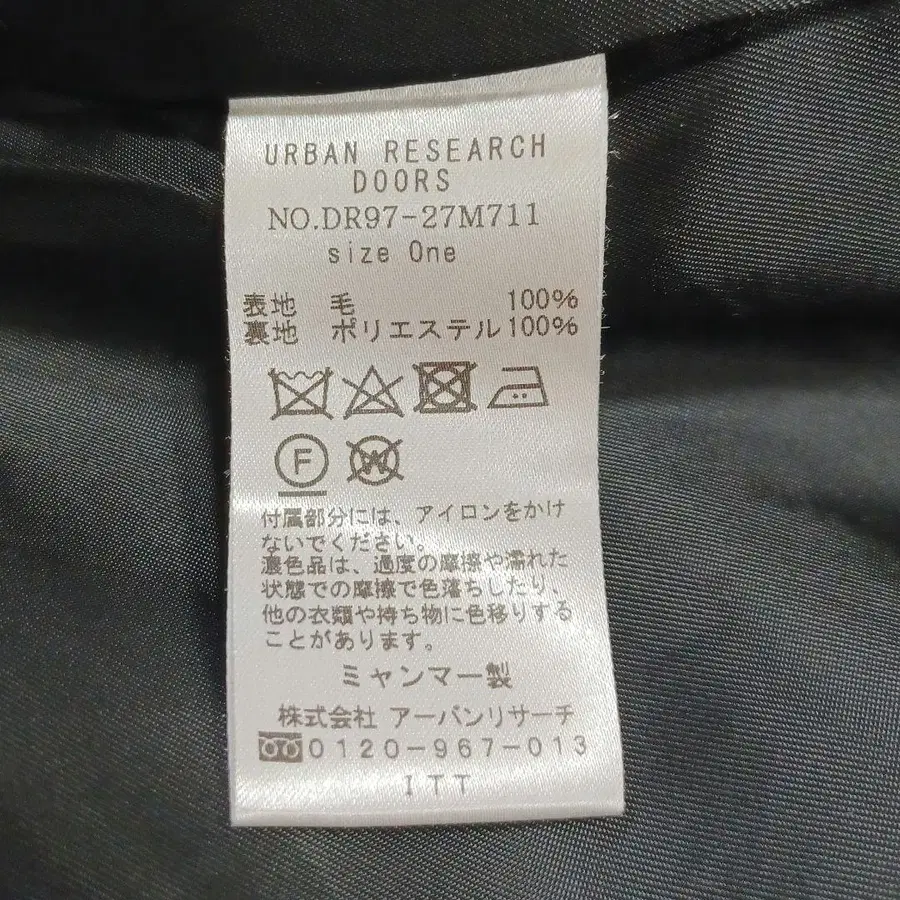 URBAN RESEARCH
DOORS
NO.DR97-27M711
size One
表地 毛 100%
裏地 ポリエステル100%
F W
付属部分には、アイロンをかけ
ないでください。
濃色品は、過度の摩擦や濡れた
状態での摩擦で色落ちしたり、
他の衣類や持ち物に色移りする
ことがあります。
ミャンマー製
株式会社 アーバンリサーチ
0120-967-013
ITT